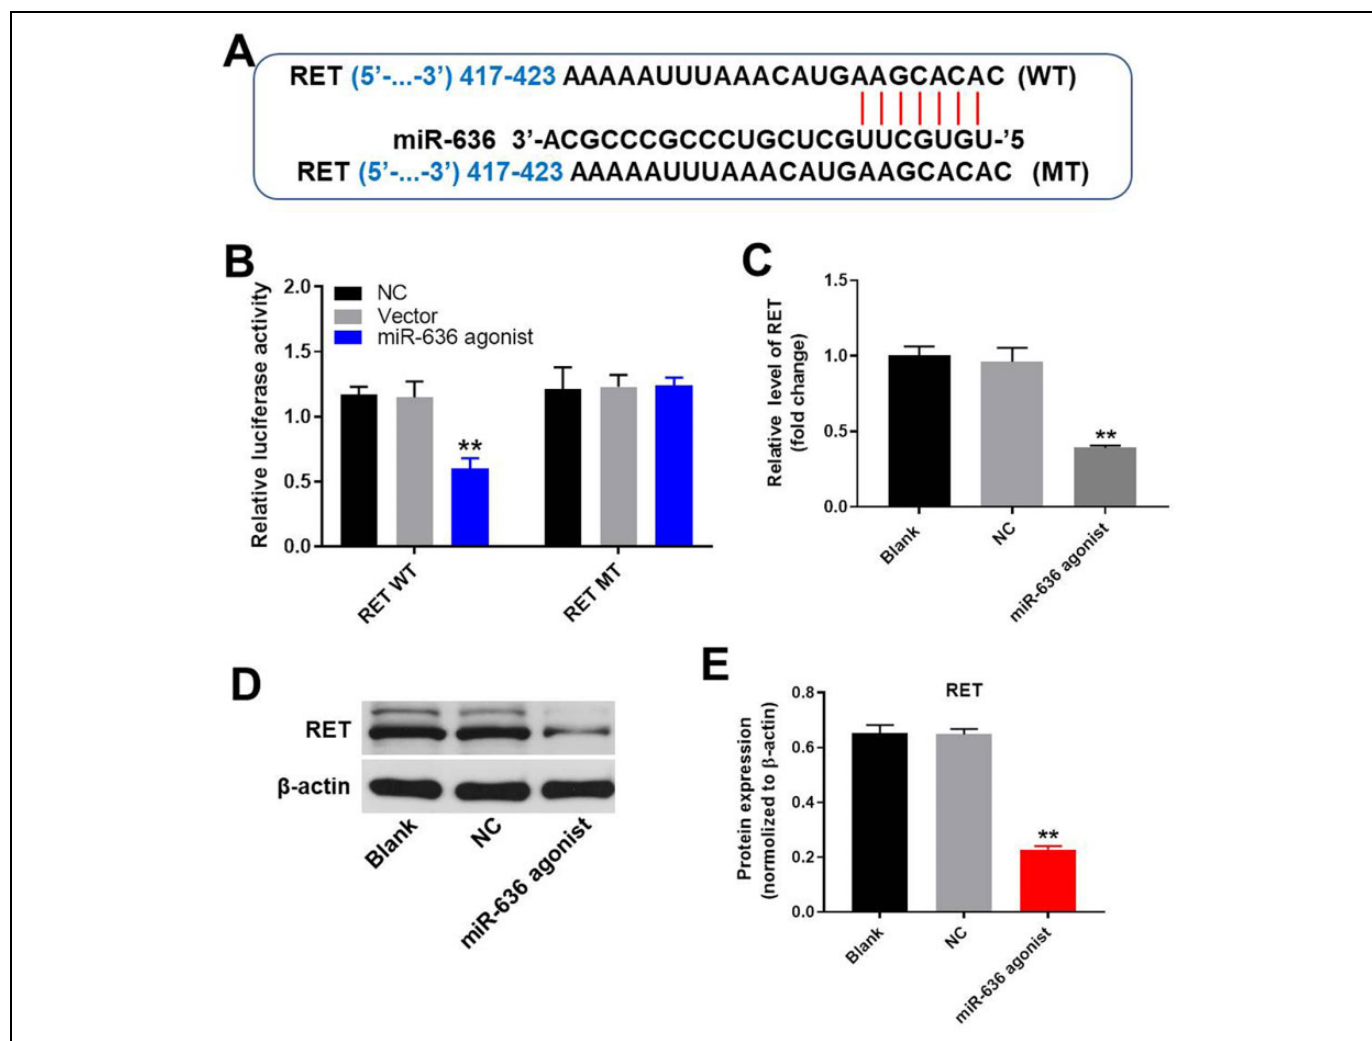 A
RET (5’-...-3’) 417-423 AAAAAUUUAAACAUGAAGCACAC (WT)
miR-636 3’-ACGCCCGCCCUGCUCGUUCGUGU-’5
RET (5’-...-3’) 417-423 AAAAAUUUAAACAUGAAGCACAC (MT)
B
Relative luciferase activity
2.0
1.5
1.0
0.5
0.0
NC
Vector
miR-636 agonist
**
RET WT
RET MT
C
Relative level of RET
(fold change)
1.5
1.0
0.5
0.0
**
Blank
NC
miR-636 agonist
D
RET
β-actin
Blank
NC
miR-636 agonist
E
RET
Protein expression
(normolized to β-actin)
0.8
0.6
0.4
0.2
0.0
**
Blank
NC
miR-636 agonist